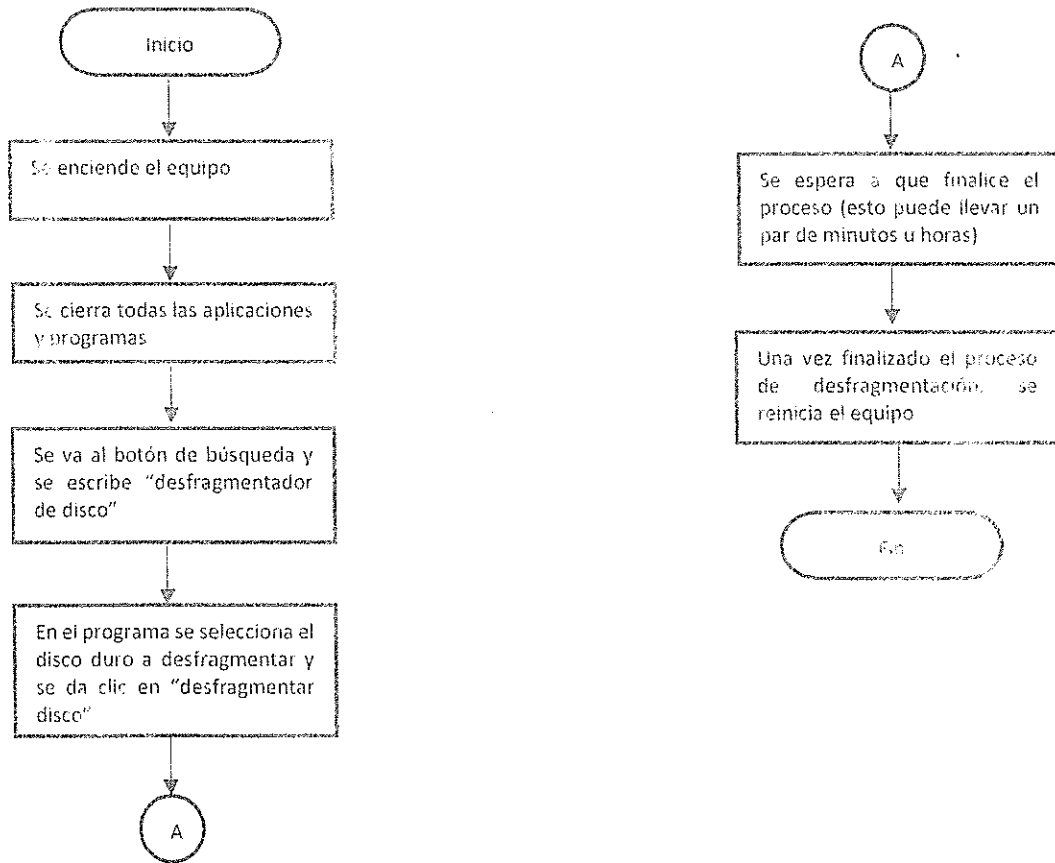 Inicio
Se enciende el equipo
Se cierra todas las aplicaciones
y programas
Se va al botón de búsqueda y
se escribe “desfragmentador
de disco”
En el programa se selecciona el
disco duro a desfragmentar y
se da clic en “desfragmentar
disco”
A
A
Se espera a que finalice el
proceso (esto puede llevar un
par de minutos u horas)
Una vez finalizado el proceso
de desfragmentación, se
reinicia el equipo
Fin